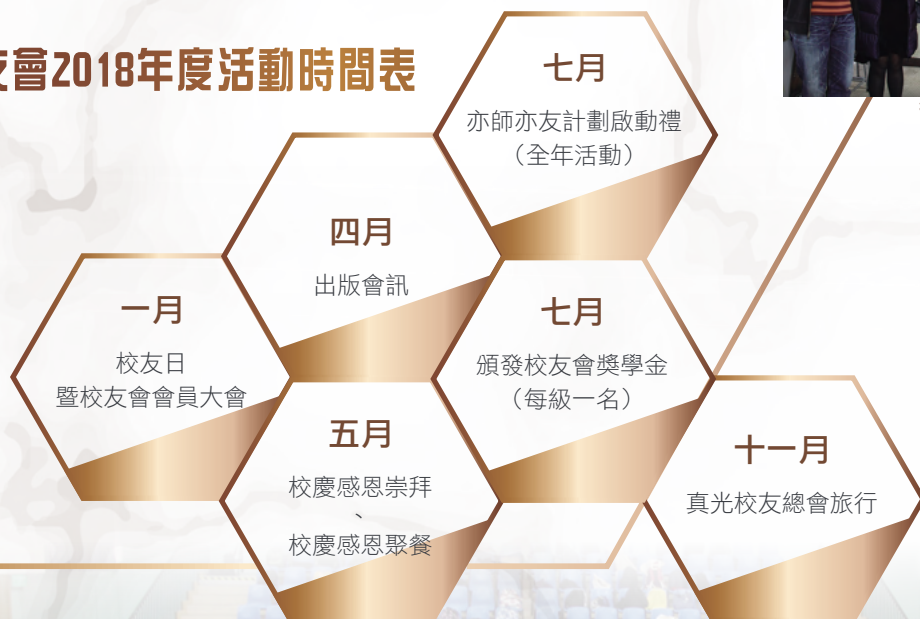 友會2018年度活動時間表
一月
校友日
暨校友會會員大會
四月
出版會訊
五月
校慶感恩崇拜
、
校慶感恩聚餐
七月
亦師亦友計劃啟動禮
（全年活動）
七月
頒發校友會獎學金
（每級一名）
十一月
真光校友總會旅行